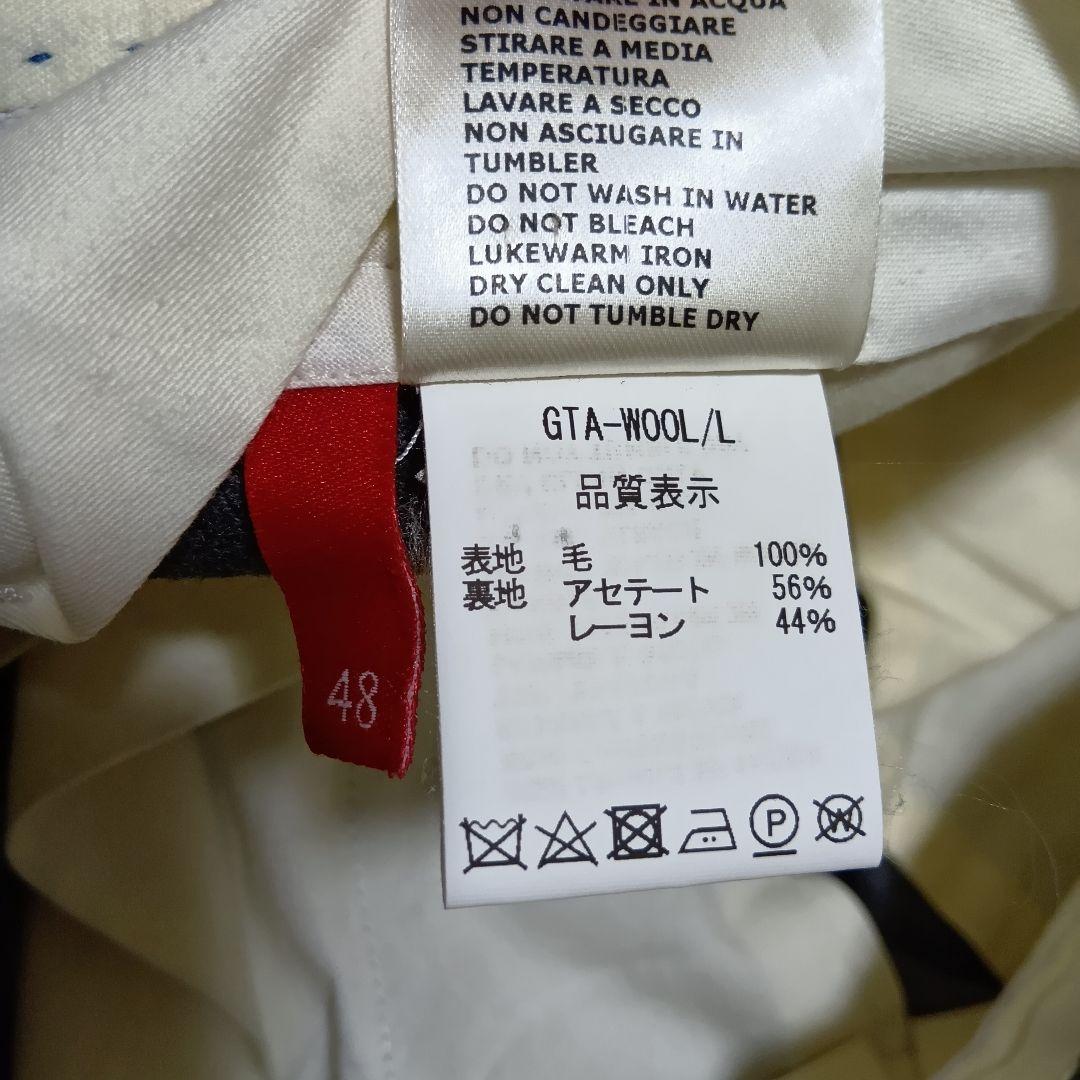 IN ACQUA
NON CANDEGGIARE
STIRARE A MEDIA
TEMPERATURA
LAVARE A SECCO
NON ASCIUGARE IN
TUMBLER
DO NOT WASH IN WATER
DO NOT BLEACH
LUKEWARM IRON
DRY CLEAN ONLY
DO NOT TUMBLE DRY
GTA-WOOL/L
品質表示
表地 毛 100%
裏地 アセテート 56%
レーヨン 44%
48
P W